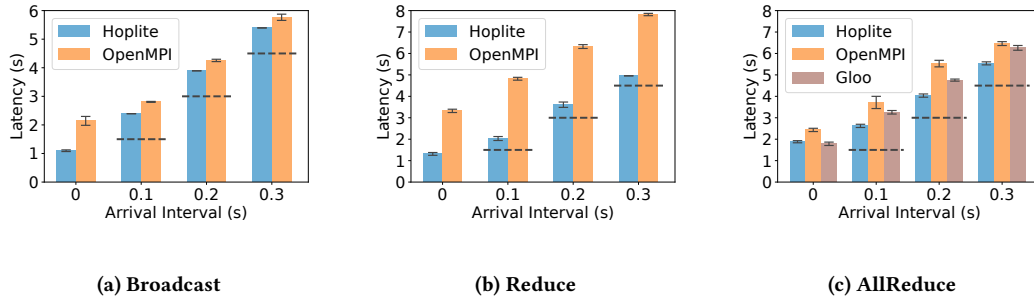 6
5
4
3
2
1
0
Latency (s)
Hoplite
OpenMPI
0 0.1 0.2 0.3
Arrival Interval (s)
(a) Broadcast
8
7
6
5
4
3
2
1
0
Latency (s)
Hoplite
OpenMPI
0 0.1 0.2 0.3
Arrival Interval (s)
(b) Reduce
8
7
6
5
4
3
2
1
0
Latency (s)
Hoplite
OpenMPI
Gloo
0 0.1 0.2 0.3
Arrival Interval (s)
(c) AllReduce